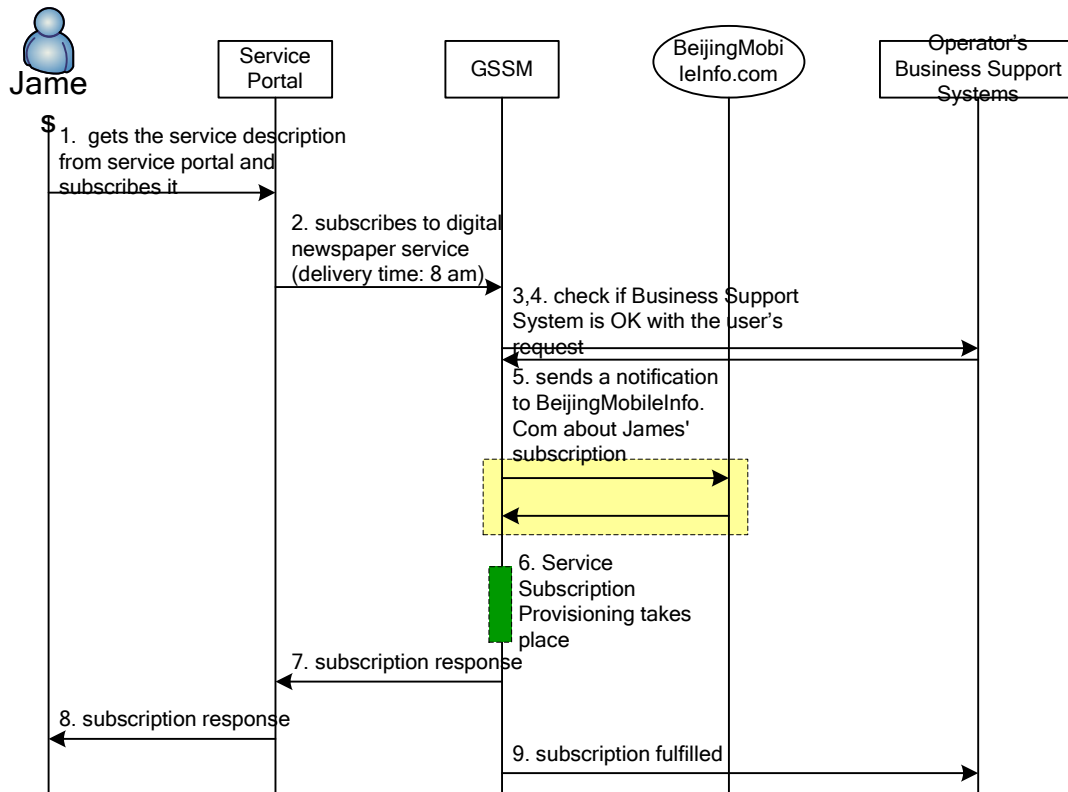 Jame
$
Service
Portal
GSSM
BeijingMobi
leInfo.com
Operator's
Business Support
Systems
1. gets the service description
from service portal and
subscribes it
2. subscribes to digital
newspaper service
(delivery time: 8 am)
3,4. check if Business Support
System is OK with the user's
request
5. sends a notification
to BeijingMobileInfo.
Com about James'
subscription
6. Service
Subscription
Provisioning takes
place
7. subscription response
8. subscription response
9. subscription fulfilled